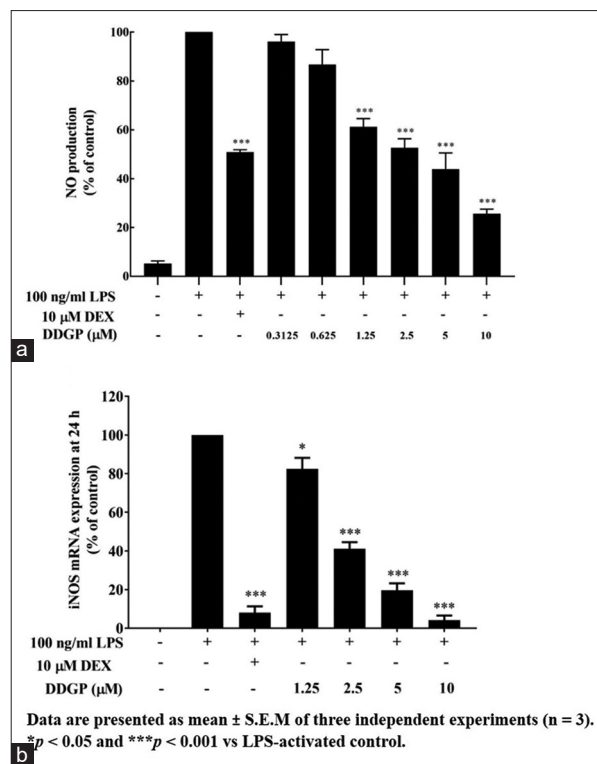 100
80
60
40
20
0
NO production
(% of control)
***
***
***
***
***
100 ng/ml LPS - + + + + + + + +
10 µM DEX - - + - - - - - -
DDGP (µM) - - - 0.3125 0.625 1.25 2.5 5 10
a
120
100
80
60
40
20
0
iNOS mRNA expression at 24 h
(% of control)
***
*
***
***
***
100 ng/ml LPS - + + + + + +
10 µM DEX - - + - - - -
DDGP (µM) - - - 1.25 2.5 5 10
Data are presented as mean ± S.E.M of three independent experiments (n = 3).
*p < 0.05 and ***p < 0.001 vs LPS-activated control.
b